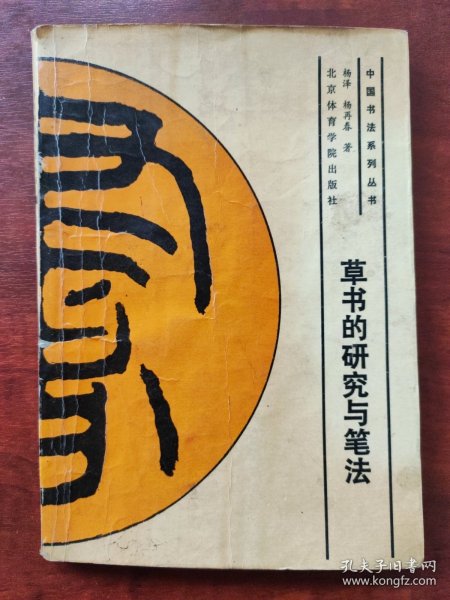 中国书法系列丛书
杨泽 杨再春 著
北京体育学院出版社
草书的研究与笔法
孔夫子旧书网
www.kongfz.com